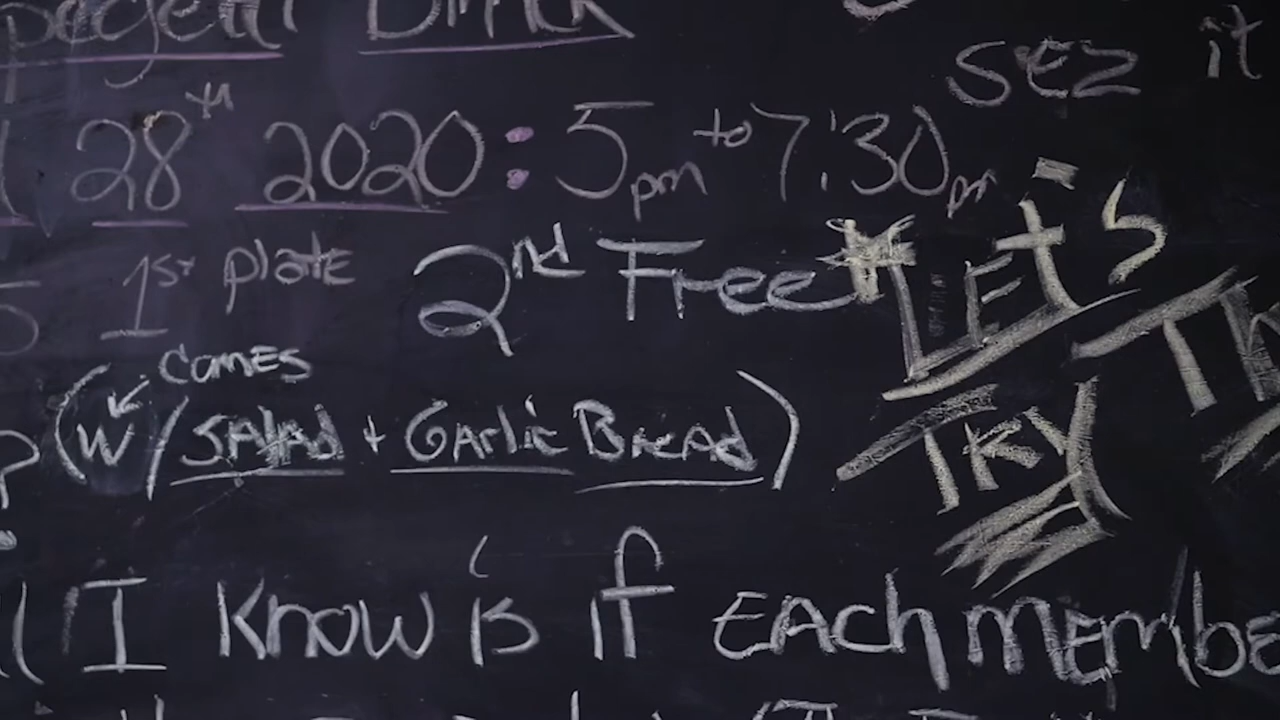 sez it
28th 2020 : 5pm to 7:30pm
1st plate 2nd Free
Let's
comes
(w/ Salad + Garlic Bread)
Try
I Know is if Each membe